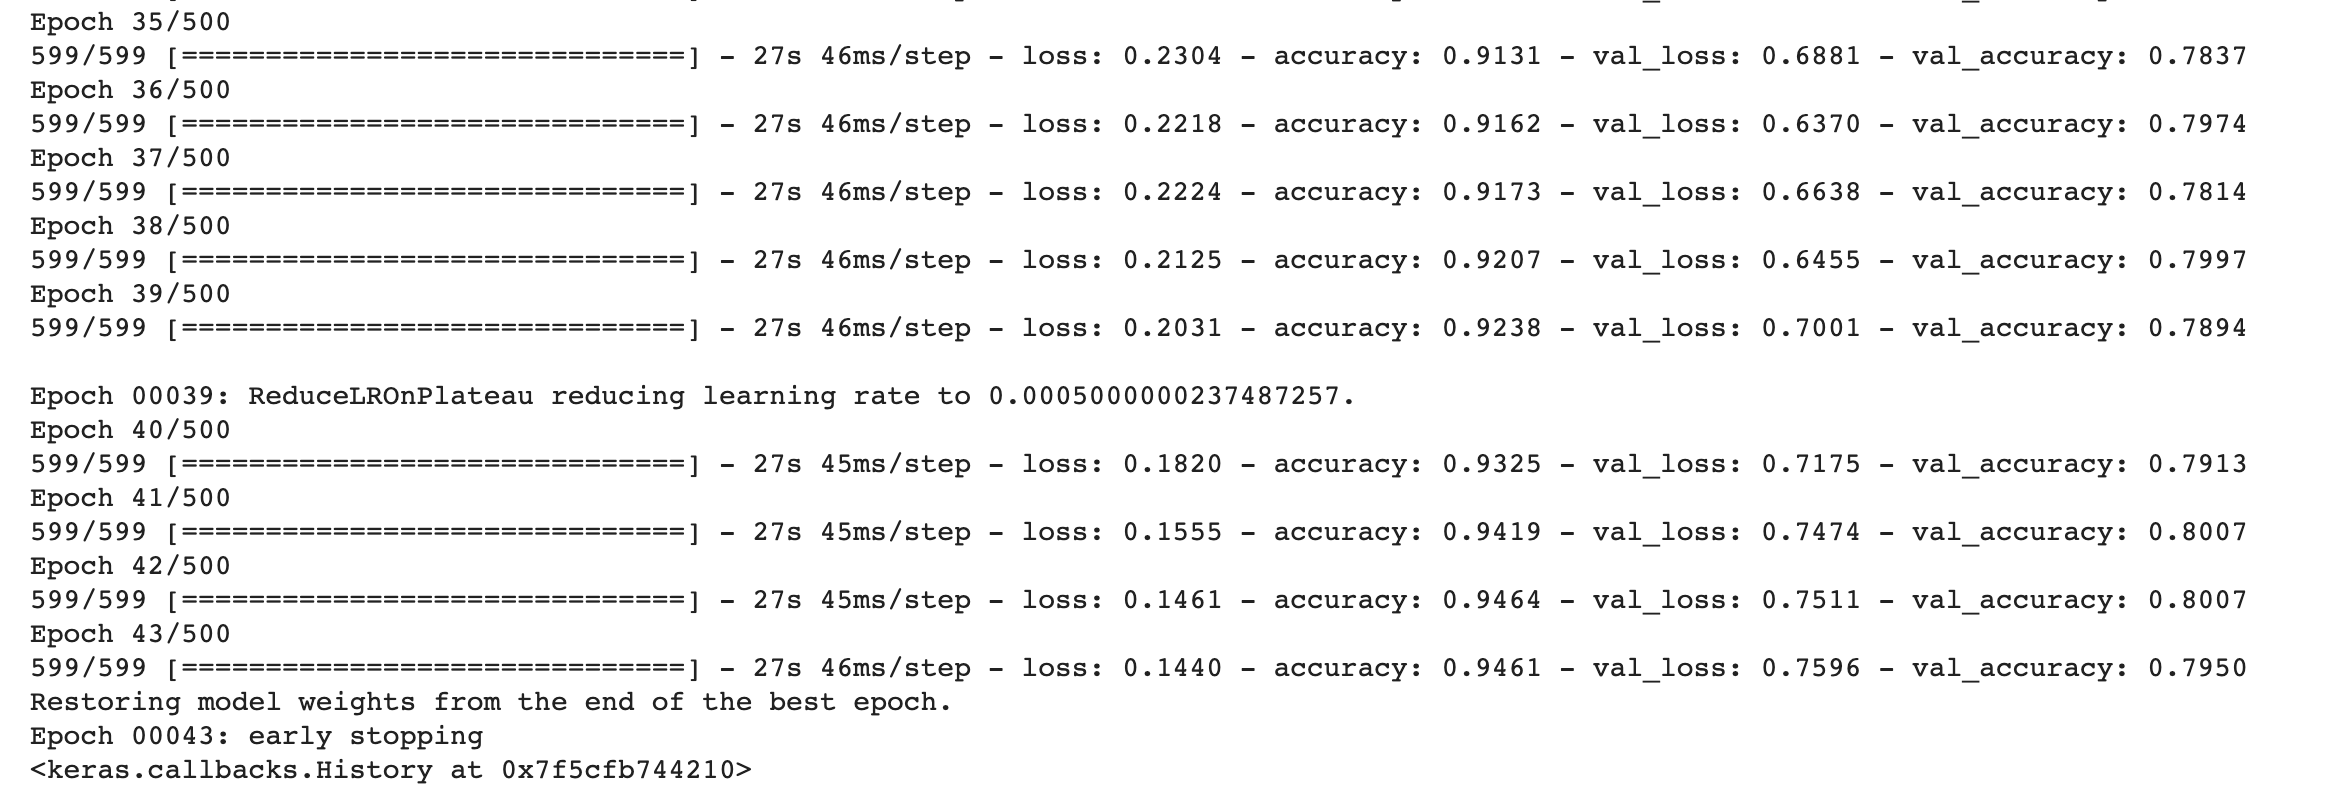 Epoch 35/500
599/599 [==============================] - 27s 46ms/step - loss: 0.2304 - accuracy: 0.9131 - val_loss: 0.6881 - val_accuracy: 0.7837
Epoch 36/500
599/599 [==============================] - 27s 46ms/step - loss: 0.2218 - accuracy: 0.9162 - val_loss: 0.6370 - val_accuracy: 0.7974
Epoch 37/500
599/599 [==============================] - 27s 46ms/step - loss: 0.2224 - accuracy: 0.9173 - val_loss: 0.6638 - val_accuracy: 0.7814
Epoch 38/500
599/599 [==============================] - 27s 46ms/step - loss: 0.2125 - accuracy: 0.9207 - val_loss: 0.6455 - val_accuracy: 0.7997
Epoch 39/500
599/599 [==============================] - 27s 46ms/step - loss: 0.2031 - accuracy: 0.9238 - val_loss: 0.7001 - val_accuracy: 0.7894
Epoch 00039: ReduceLROnPlateau reducing learning rate to 0.0005000000237487257.
Epoch 40/500
599/599 [==============================] - 27s 45ms/step - loss: 0.1820 - accuracy: 0.9325 - val_loss: 0.7175 - val_accuracy: 0.7913
Epoch 41/500
599/599 [==============================] - 27s 45ms/step - loss: 0.1555 - accuracy: 0.9419 - val_loss: 0.7474 - val_accuracy: 0.8007
Epoch 42/500
599/599 [==============================] - 27s 45ms/step - loss: 0.1461 - accuracy: 0.9464 - val_loss: 0.7511 - val_accuracy: 0.8007
Epoch 43/500
599/599 [==============================] - 27s 46ms/step - loss: 0.1440 - accuracy: 0.9461 - val_loss: 0.7596 - val_accuracy: 0.7950
Restoring model weights from the end of the best epoch.
Epoch 00043: early stopping
<keras.callbacks.History at 0x7f5cfb744210>